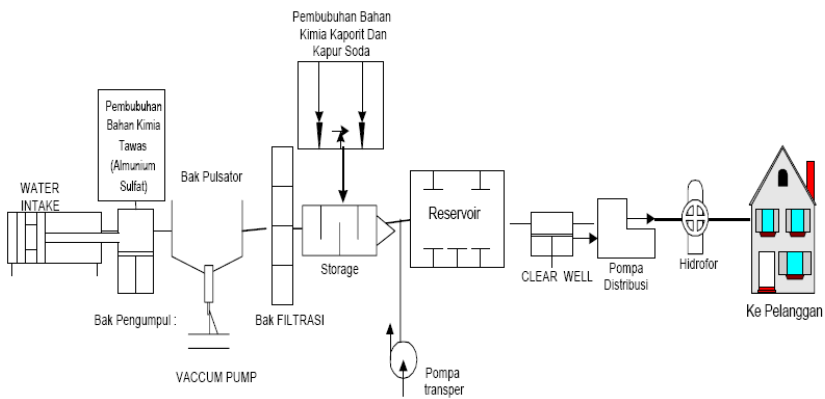 Pembubuhan Bahan
Kimia Kaporit Dan
Kapur Soda
Pembubuhan
Bahan Kimia
Tawas
(Almunium
Sulfat)
WATER
INTAKE
Bak Pulsator
Storage
Reservoir
CLEAR WELL
Pompa
Distribusi
Hidrofor
Ke Pelanggan
Bak Pengumpul :
Bak FILTRASI
VACCUM PUMP
Pompa
transper